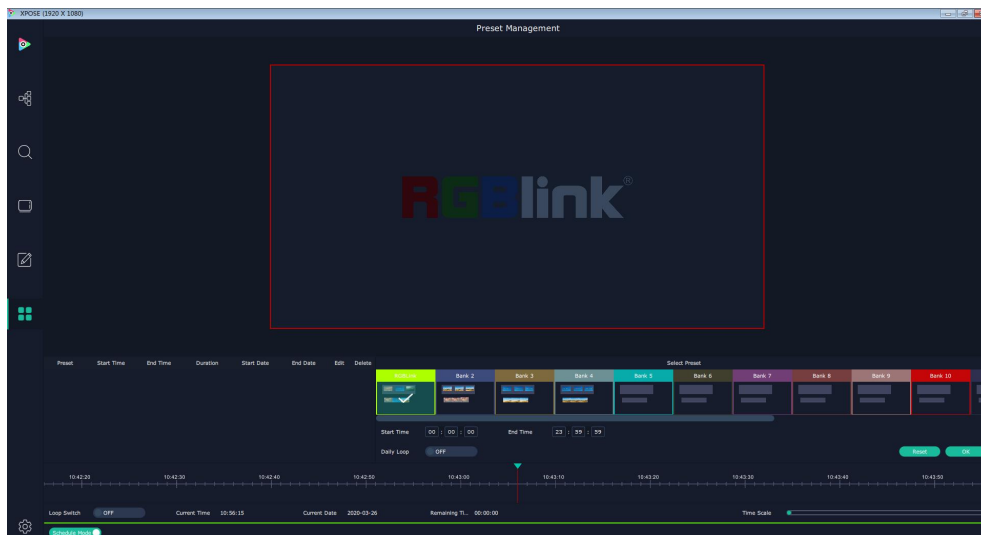 XPOSE (1920 X 1080)
Preset Management
RGBlink®
Preset Start Time End Time Duration Start Date End Date Edit Delete
Select Preset
Bank 2 Bank 3 Bank 4 Bank 5 Bank 6 Bank 7 Bank 8 Bank 9 Bank 10
Start Time 00 : 00 : 00 End Time 23 : 59 : 59
Daily Loop OFF Reset OK
10:42:20 10:42:30 10:42:40 10:42:50 10:43:00 10:43:10 10:43:20 10:43:30 10:43:40 10:43:50
Loop Switch OFF Current Time 10:56:15 Current Date 2020-03-26 Remaining Ti... 00:00:00 Time Scale
Schedule Mode